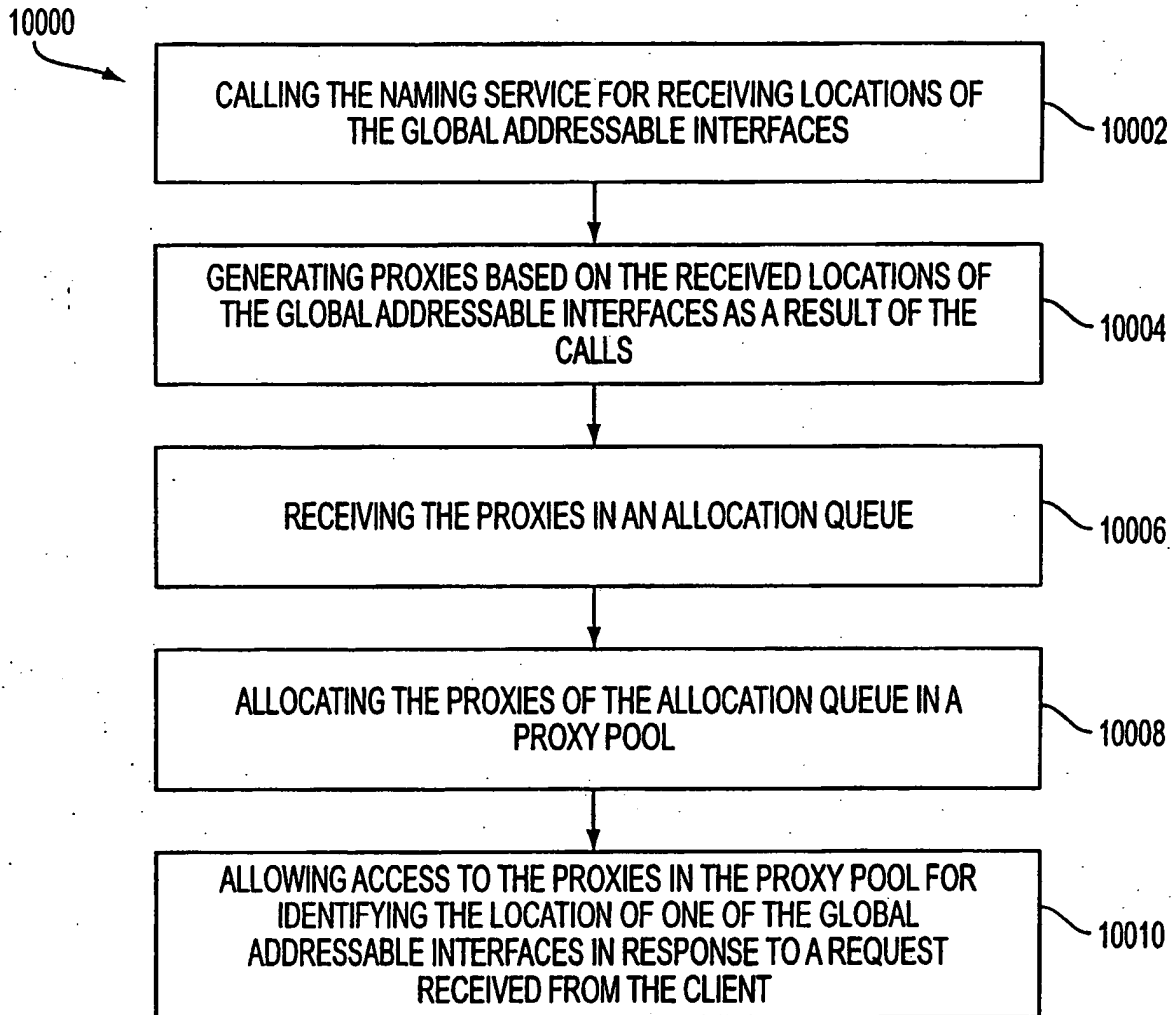 10000
CALLING THE NAMING SERVICE FOR RECEIVING LOCATIONS OF
THE GLOBAL ADDRESSABLE INTERFACES
10002
GENERATING PROXIES BASED ON THE RECEIVED LOCATIONS OF
THE GLOBAL ADDRESSABLE INTERFACES AS A RESULT OF THE
CALLS
10004
RECEIVING THE PROXIES IN AN ALLOCATION QUEUE
10006
ALLOCATING THE PROXIES OF THE ALLOCATION QUEUE IN A
PROXY POOL
10008
ALLOWING ACCESS TO THE PROXIES IN THE PROXY POOL FOR
IDENTIFYING THE LOCATION OF ONE OF THE GLOBAL
ADDRESSABLE INTERFACES IN RESPONSE TO A REQUEST
RECEIVED FROM THE CLIENT
10010